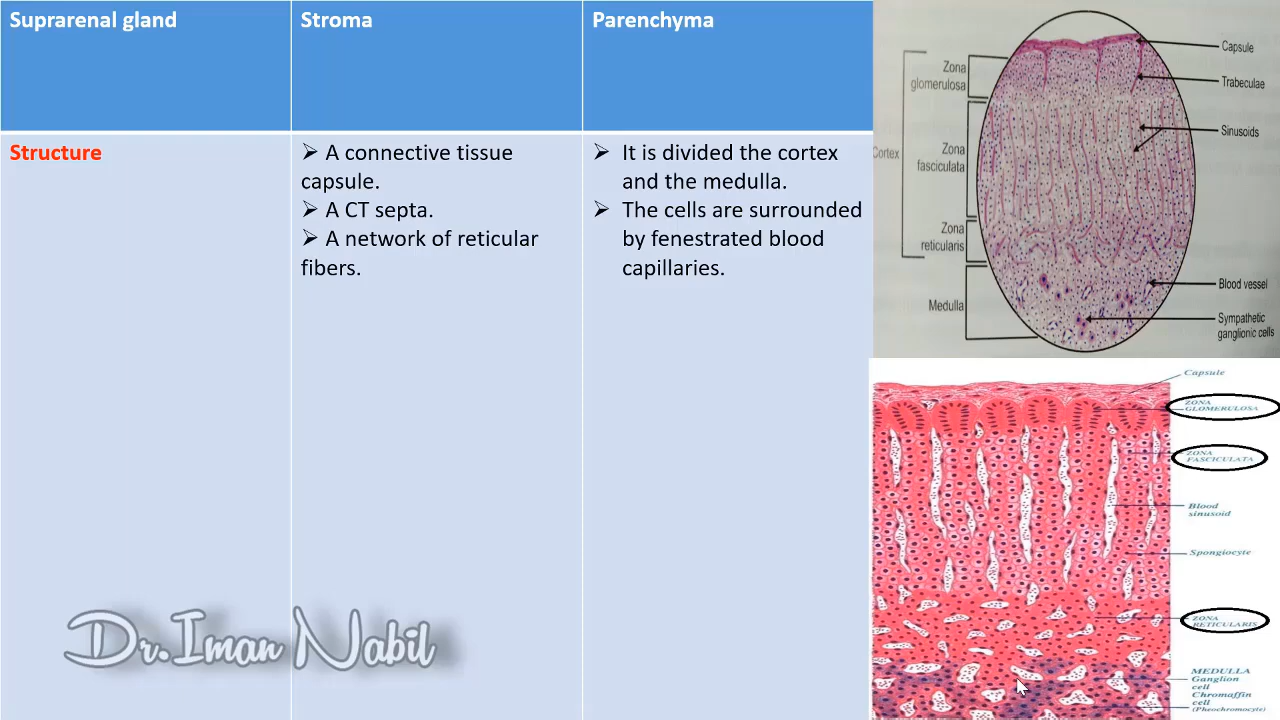 Suprarenal gland
Stroma
Parenchyma
Structure
➢ A connective tissue
capsule.
➢ A CT septa.
➢ A network of reticular
fibers.
➢ It is divided the cortex
and the medulla.
➢ The cells are surrounded
by fenestrated blood
capillaries.
Dr.Iman Nabil
Capsule
Zona
glomerulosa
Trabeculae
Sinusoids
Cortex
Zona
fasciculata
Zona
reticularis
Blood vessel
Medulla
Sympathetic
ganglionic cells
Capsule
ZONA
GLOMERULOSA
ZONA
FASCICULATA
Blood
sinusoid
Spongiocyte
ZONA
RETICULARIS
MEDULLA
Ganglion
cell
Chromaffin
cell
(Pheochromocyte)